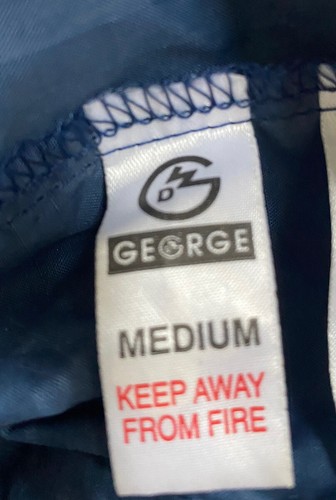 GEORGE
MEDIUM
KEEP AWAY
FROM FIRE